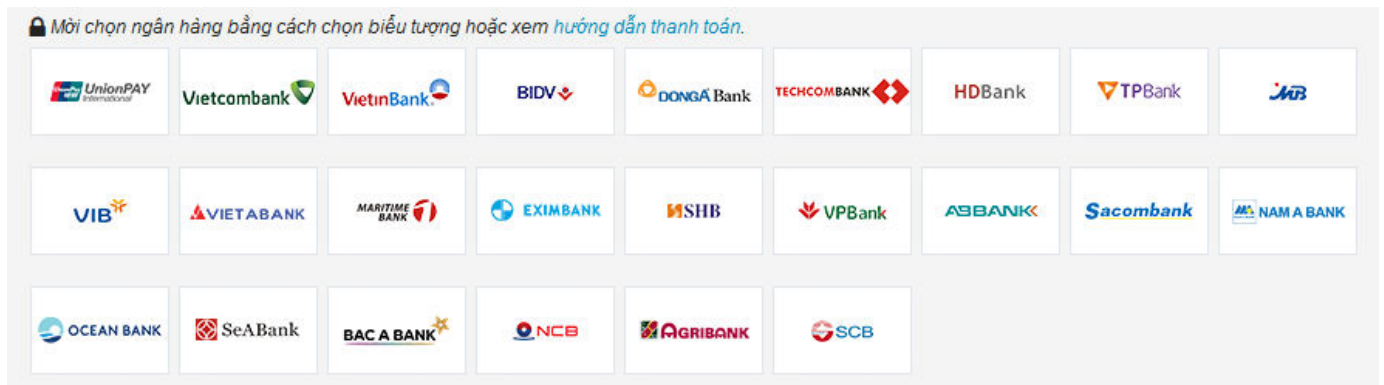 Mời chọn ngân hàng bằng cách chọn biểu tượng hoặc xem hướng dẫn thanh toán.
UnionPay UnionPAY International
Vietcombank
VietinBank
BIDV
DONGÁ Bank
TECHCOMBANK
HDBank
TPBank
MB
VIB
VIETABANK
MARITIME BANK
EXIMBANK
SHB
VPBank
ABBANK
Sacombank
NAM A BANK
OCEAN BANK
SeABank
BAC A BANK
NCB
AGRIBANK
SCB